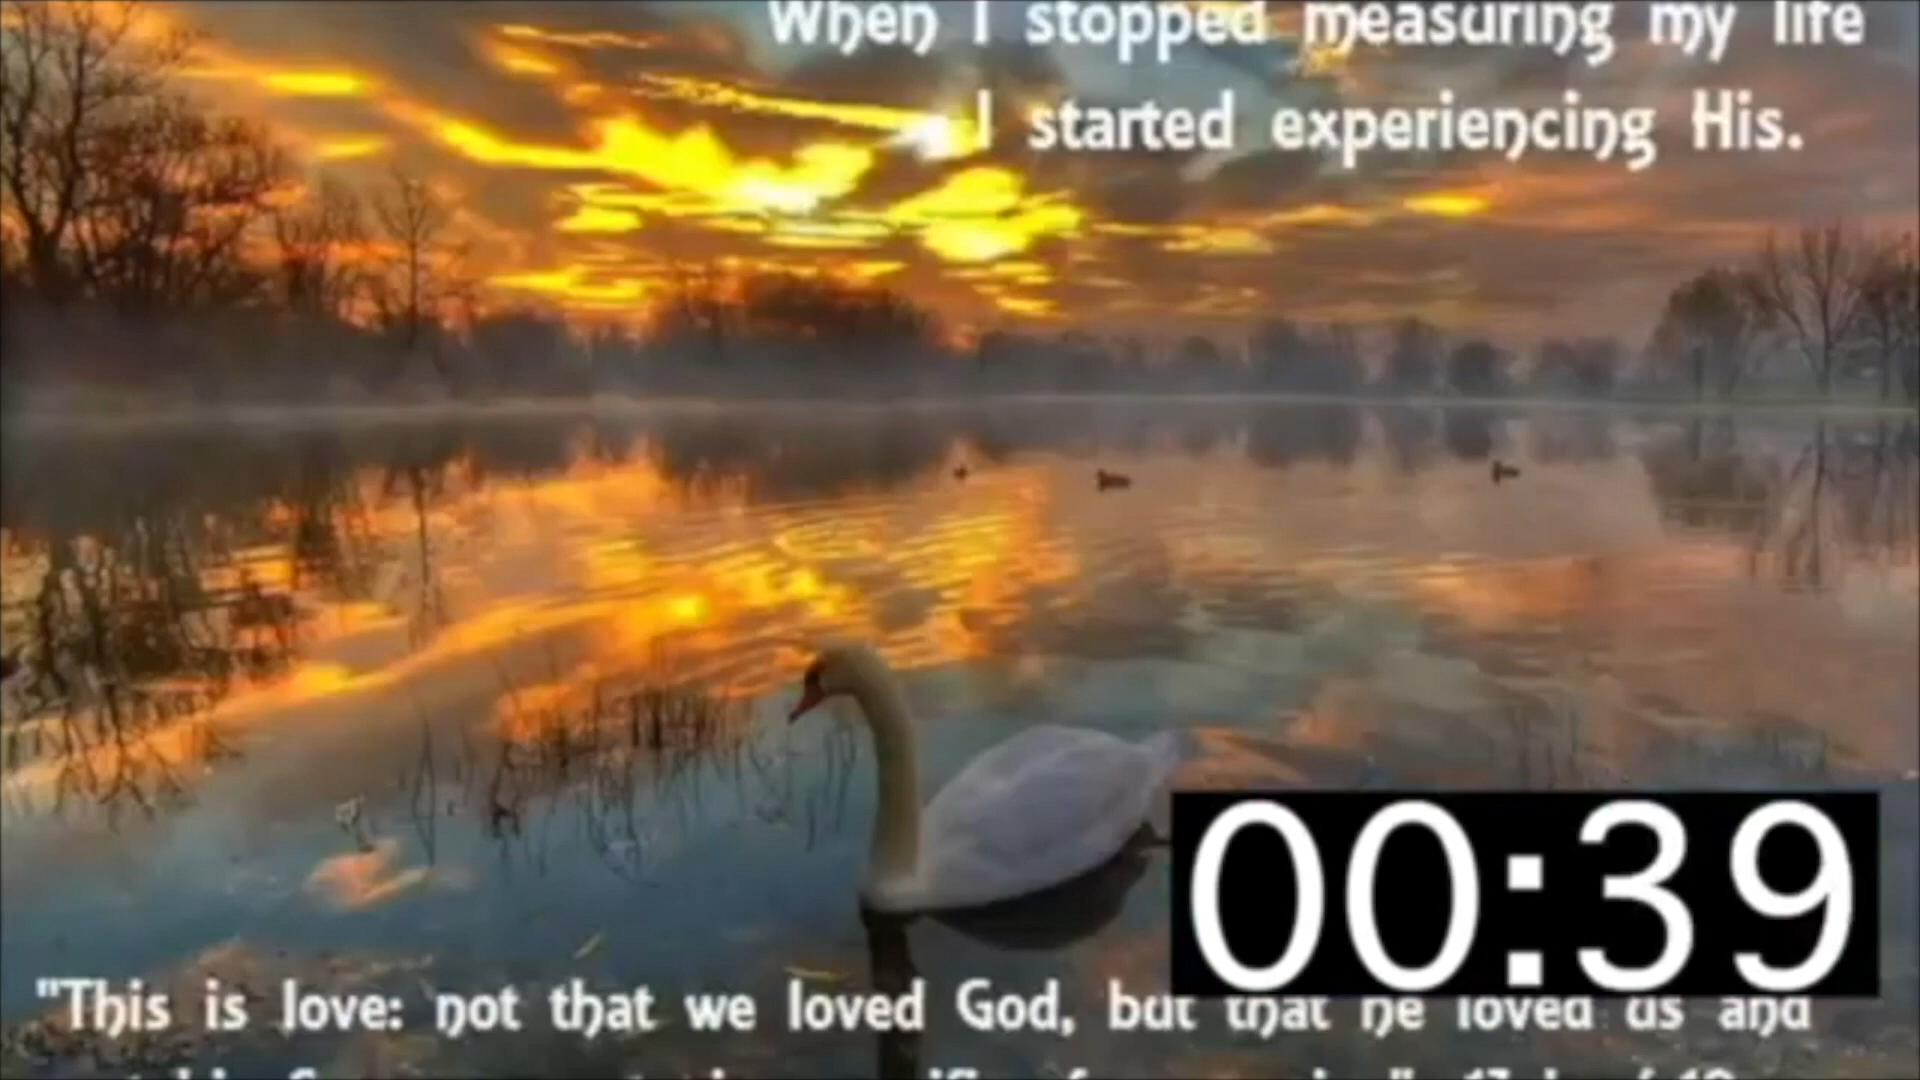 When I stopped measuring my life
I started experiencing His.
00:39
"This is love: not that we loved God, but that he loved us and